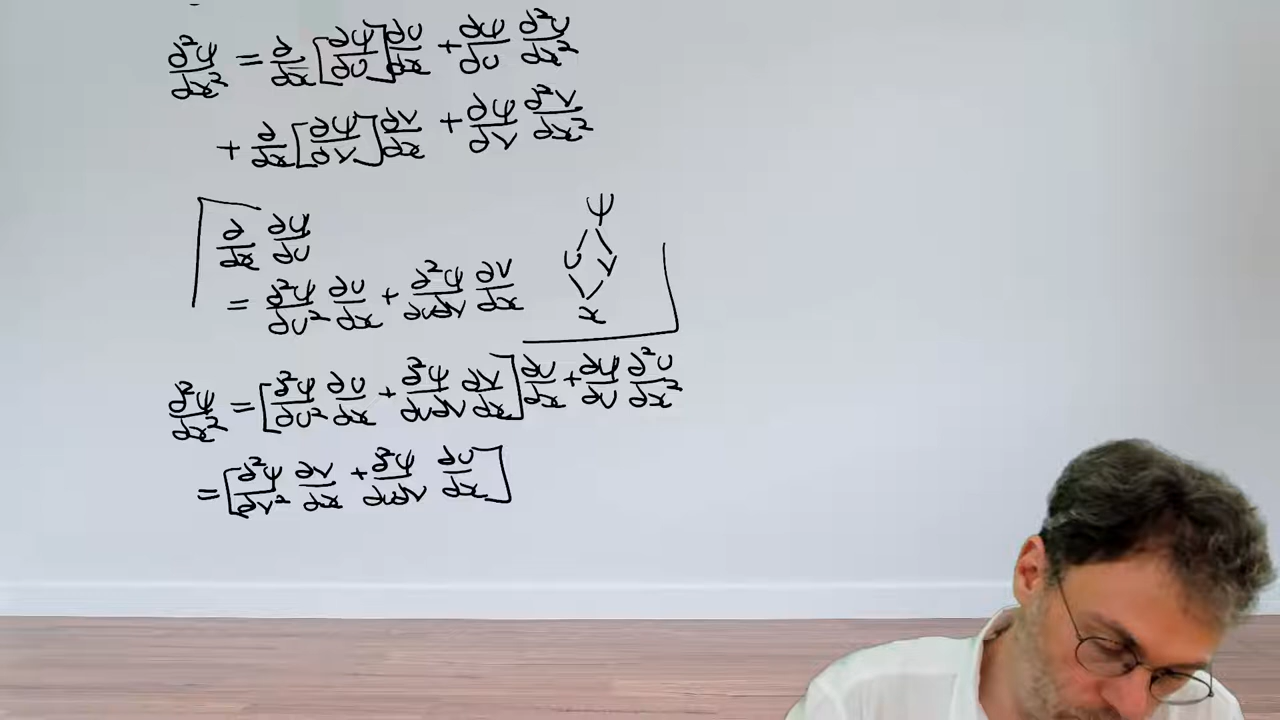 ∂²ψ/∂x² = ∂/∂x [∂ψ/∂u] ∂u/∂x + ∂ψ/∂u ∂²u/∂x²
+ ∂/∂x [∂ψ/∂v] ∂v/∂x + ∂ψ/∂v ∂²v/∂x²
∂/∂x ∂ψ/∂u
= ∂²ψ/∂u² ∂u/∂x + ∂²ψ/∂u∂v ∂v/∂x
ψ
u v
x
∂²ψ/∂x² = [∂²ψ/∂u² ∂u/∂x + ∂²ψ/∂u∂v ∂v/∂x] ∂u/∂x + ∂ψ/∂u ∂²u/∂x²
= [∂²ψ/∂v² ∂v/∂x + ∂²ψ/∂u∂v ∂u/∂x]